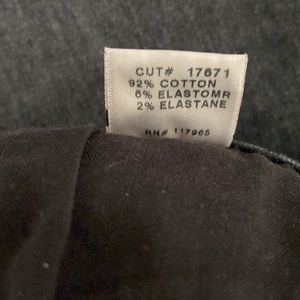 CUT# 17671
92% COTTON
6% ELASTOMR
2% ELASTANE
RN# 117965